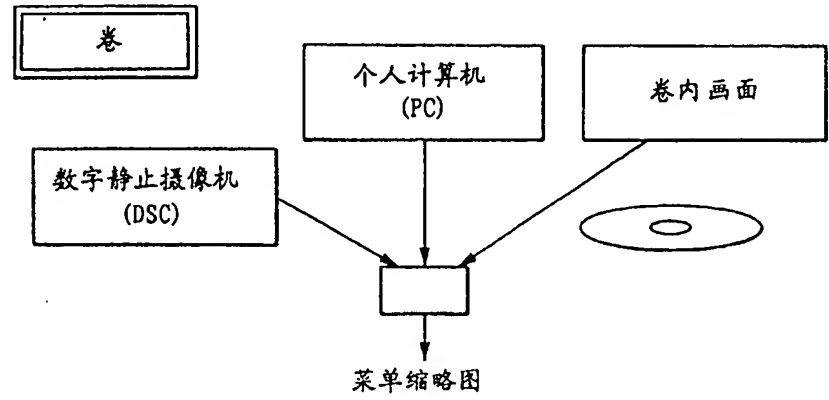 卷
个人计算机
(PC)
卷内画面
数字静止摄像机
(DSC)
菜单缩略图